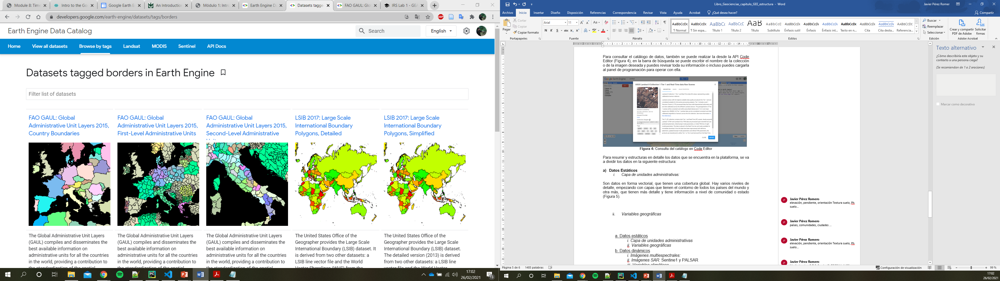 Module 8: Time
Intro to the Go
Google Earth E
An Introduction
Módulo 1: Intr
Earth Engine D
Datasets tagge
FAO GAUL: Glo
IRS Lab 1 - GEA
developers.google.com/earth-engine/datasets/tags/borders
Earth Engine Data Catalog
Search
English
Home
View all datasets
Browse by tags
Landsat
MODIS
Sentinel
API Docs
Datasets tagged borders in Earth Engine
Filter list of datasets
FAO GAUL: Global
Administrative Unit Layers 2015,
Country Boundaries
FAO GAUL: Global
Administrative Unit Layers 2015,
First-Level Administrative Units
FAO GAUL: Global
Administrative Unit Layers 2015,
Second-Level Administrative
LSIB 2017: Large Scale
International Boundary
Polygons, Detailed
LSIB 2017: Large Scale
International Boundary
Polygons, Simplified
The Global Administrative Unit Layers
(GAUL) compiles and disseminates the
best available information on
administrative units for all the countries
in the world, providing a contribution to
The Global Administrative Unit Layers
(GAUL) compiles and disseminates the
best available information on
administrative units for all the countries
in the world, providing a contribution to
The Global Administrative Unit Layers
(GAUL) compiles and disseminates the
best available information on
administrative units for all the countries
in the world, providing a contribution to
The United States Office of the
Geographer provides the Large Scale
International Boundary (LSIB) dataset. It
is derived from two other datasets: a
LSIB line vector file and the World
The United States Office of the
Geographer provides the Large Scale
International Boundary (LSIB) dataset.
The detailed version (2013) is derived
from two other datasets: a LSIB line
17:02
26/02/2021
13
Libro_Geociencias_capitulo_GEE_estructura - Word
Javier Pérez Romer
Archivo
Inicio
Insertar
Diseño
Disposición
Referencias
Correspondencia
Revisar
Vista
Ayuda
Acrobat
¿Qué desea hacer?
Compartir
Pegar
Cortar
Copiar
Copiar formato
Portapapeles
Arial
11
Fuente
Párrafo
¶ Normal
¶ Sin espa...
Título 1
Título 2
Título
Subtítulo
Énfasis sutil
Énfasis
Énfasis int...
Texto en n...
Cita
Cita desta...
Referencia...
Estilos
Buscar
Reemplazar
Seleccionar
Edición
Crear y compartir
PDF de Adobe
Solicitar
firmas
Adobe Acrobat
Para consultar el catálogo de datos, también se puede realizar la desde la API Code
Editor (Figura 4), en la barra de búsqueda se puede escribir el nombre de la colección
o de la imagen deseada y puedes revisar toda su información o incluso puedes cargarla
al panel de programación para operar con ella.
Google Earth Engine
USGS Landsat 8 Collection 1 Tier 1 and Real-Time data Raw Scenes
Figura 4: Consulta del catálogo en Code Editor
Para resumir y estructuras en detalle los datos que se encuentra en la plataforma, se va
a dividir los datos en la siguiente estructura:
a) Datos Estáticos
i. Capa de unidades administrativas:
Son datos en forma vectorial, que tienen una cobertura global. Hay varios niveles de
detalle, empezando con capas que tienen el contorno de todos los países del mundo y
otra más, que tienen más detalle y tiene información a nivel de comunidad o estado
(Figura 5).
ii. Variables geográficas
a. Datos estáticos
i. Capa de unidades administrativas
ii. Variables geográficas
b. Datos dinámicos
i. Imágenes multiespectrales:
ii. Imágenes SAR: Sentine1 y PALSAR
iii. Variables climáticas
Javier Pérez Romero
elevación, pendiente, orientación Textura suelo, Ph
suelo...
Javier Pérez Romero
países, comunidades, ciudades ...
Javier Pérez Romero
elevación, pendiente, orientación Textura suelo, Ph
suelo...
Javier Pérez Romero
Texto alternativo
¿Cómo describiría este objeto y su
contexto a una persona ciega?
(Se recomiendan de 1 a 2 oraciones)
Marcar como decorativo
Página 5 de 6
1485 palabras
Configuración de visualización
99 %
17:02
26/02/2021